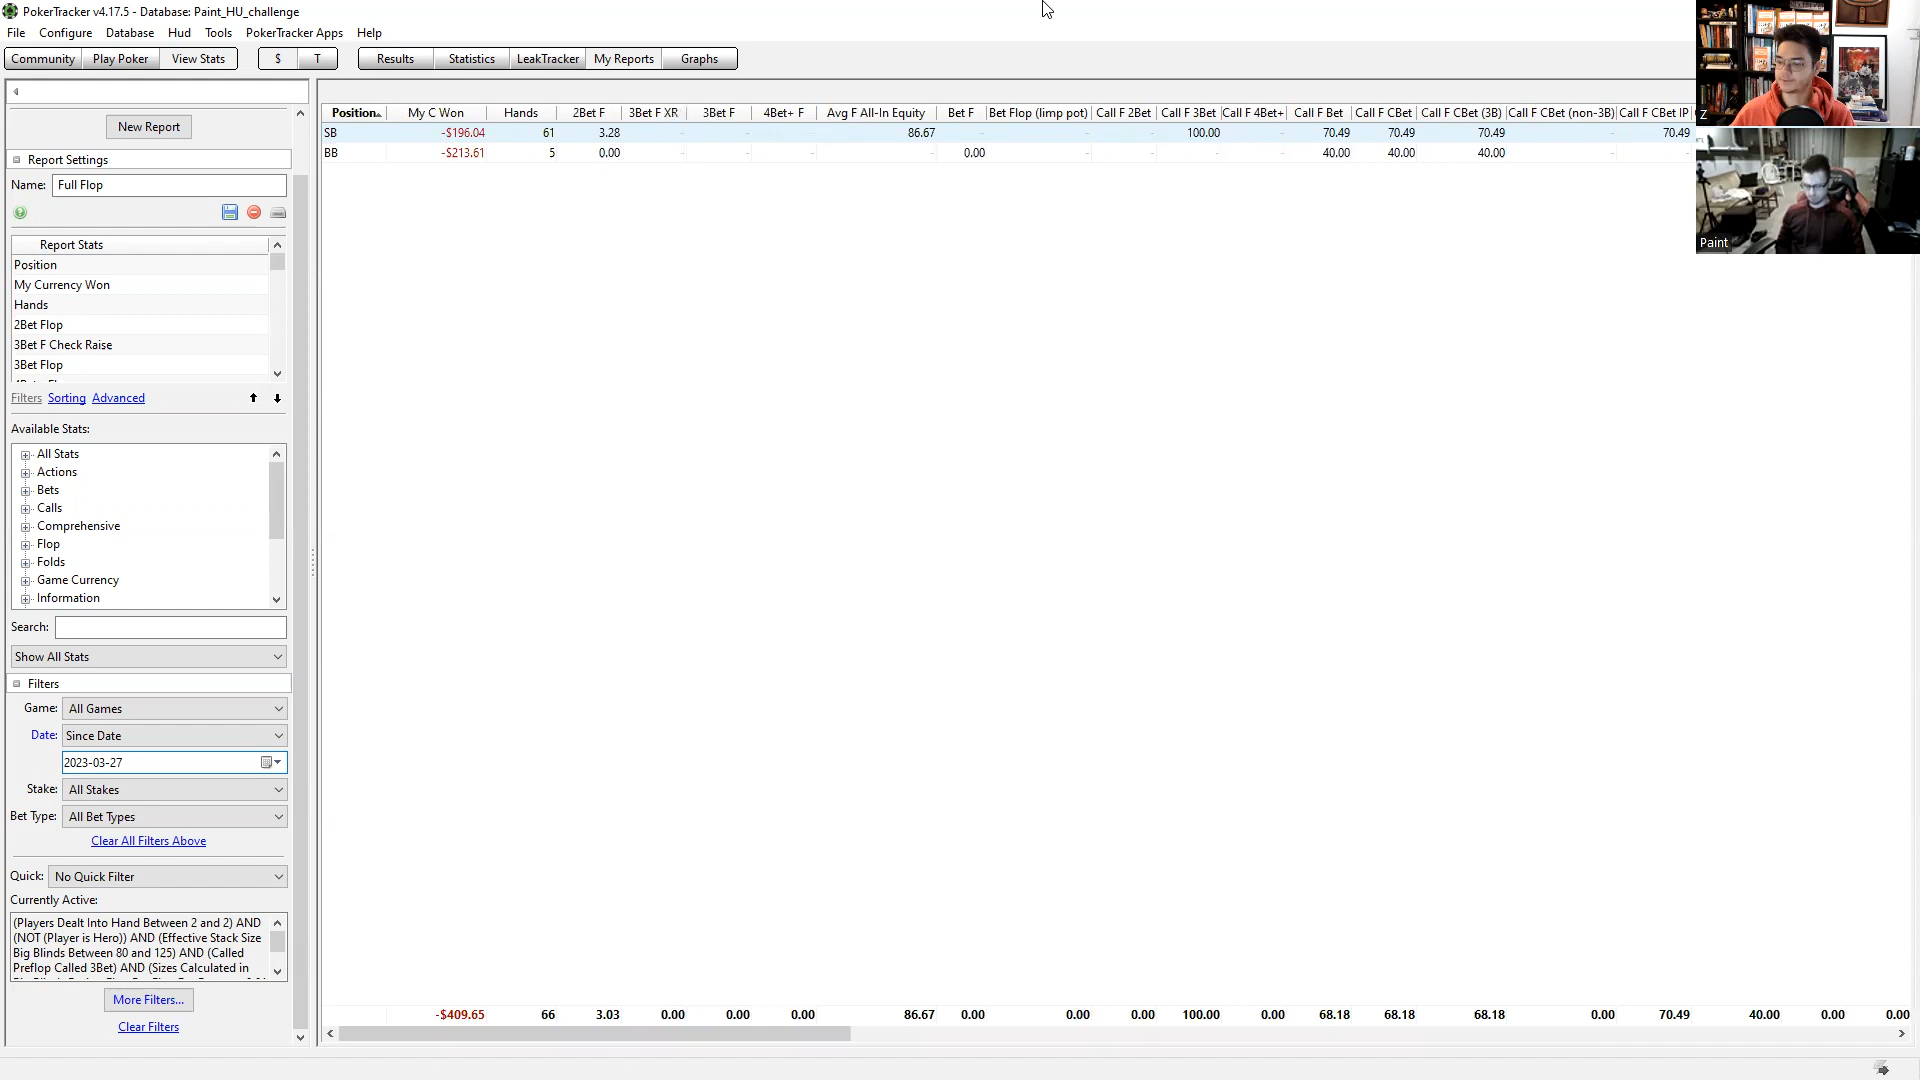 PokerTracker v4.17.5 - Database: Paint_HU_challenge
File Configure Database Hud Tools PokerTracker Apps Help
Community Play Poker View Stats $ T Results Statistics LeakTracker My Reports Graphs
New Report
Report Settings
Name: Full Flop
Report Stats
Position
My Currency Won
Hands
2Bet Flop
3Bet F Check Raise
3Bet Flop
Filters Sorting Advanced
Available Stats:
All Stats
Actions
Bets
Calls
Comprehensive
Flop
Folds
Game Currency
Information
Search:
Show All Stats
Filters
Game: All Games
Date: Since Date
2023-03-27
Stake: All Stakes
Bet Type: All Bet Types
Clear All Filters Above
Quick: No Quick Filter
Currently Active:
(Players Dealt Into Hand Between 2 and 2) AND
(NOT (Player is Hero)) AND (Effective Stack Size
Big Blinds Between 80 and 125) AND (Called
Preflop Called 3Bet) AND (Sizes Calculated in
More Filters...
Clear Filters
Position My C Won Hands 2Bet F 3Bet F XR 3Bet F 4Bet+ F Avg F All-In Equity Bet F Bet Flop (limp pot) Call F 2Bet Call F 3Bet Call F 4Bet+ Call F Bet Call F CBet Call F CBet (3B) Call F CBet (non-3B) Call F CBet IP
SB -$196.04 61 3.28 - - - 86.67 - - - 100.00 - 70.49 70.49 70.49 - 70.49
BB -$213.61 5 0.00 - - - - 0.00 - - - - 40.00 40.00 40.00 - -
-$409.65 66 3.03 0.00 0.00 0.00 86.67 0.00 0.00 0.00 100.00 0.00 68.18 68.18 68.18 0.00 70.49 40.00 0.00 0.00
Z
Paint